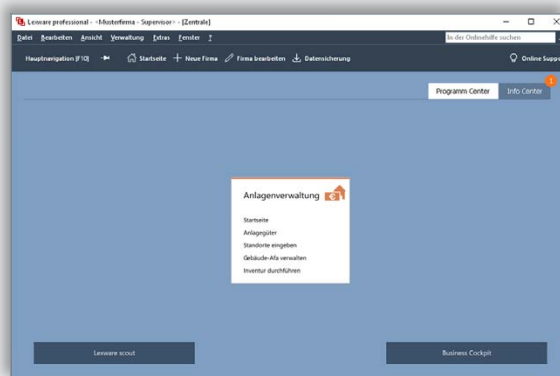 Lexware professional - <Musterfirma - Supervisor> - [Zentrale]
Datei Bearbeiten Ansicht Verwaltung Extras Fenster ?
In der Onlinehilfe suchen
Hauptnavigation [F10] Startseite Neue Firma Firma bearbeiten Datensicherung Online Suppo
Programm Center Info Center 1
Anlagenverwaltung
Startseite
Anlagegüter
Standorte eingeben
Gebäude-Afa verwalten
Inventur durchführen
Lexware scout
Business Cockpit